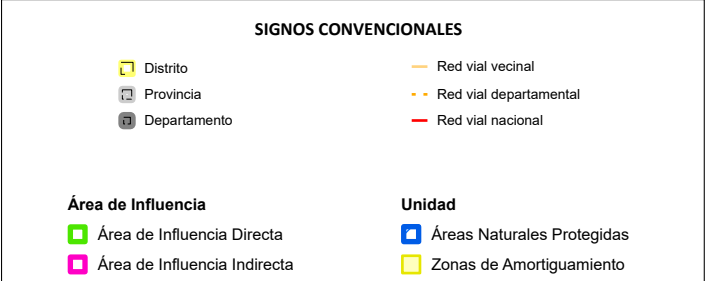 SIGNOS CONVENCIONALES
Distrito
Provincia
Departamento
Red vial vecinal
Red vial departamental
Red vial nacional
Área de Influencia
Área de Influencia Directa
Área de Influencia Indirecta
Unidad
Áreas Naturales Protegidas
Zonas de Amortiguamiento